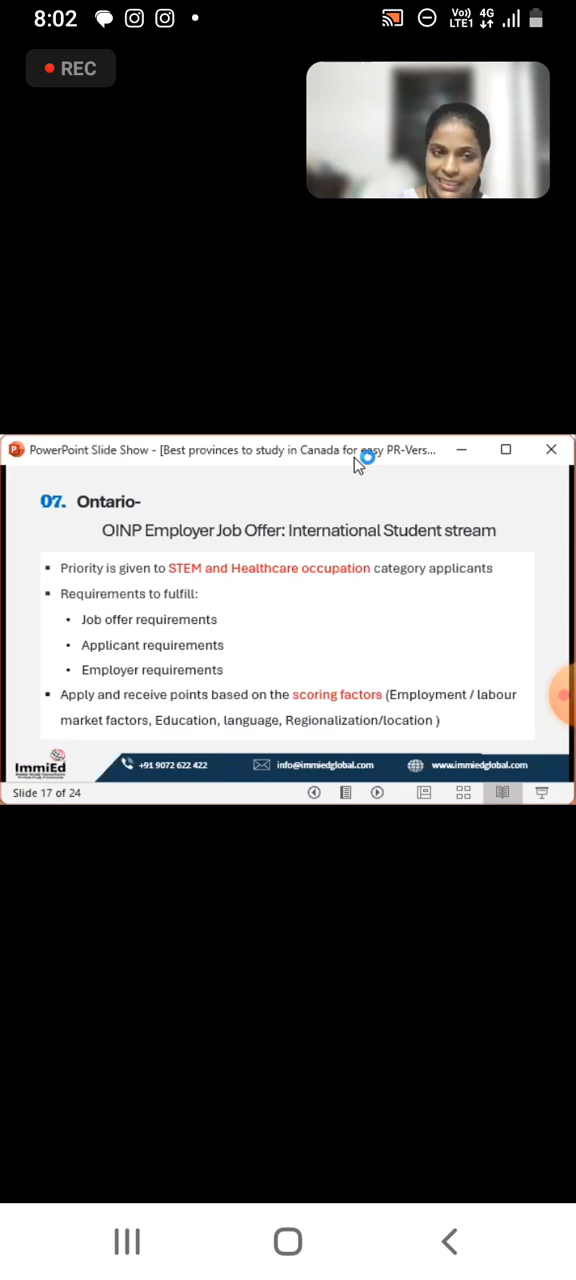 8:02
Vo)) 4G
LTE1
REC
PowerPoint Slide Show - [Best provinces to study in Canada for easy PR-Vers...
07. Ontario-
OINP Employer Job Offer: International Student stream
▪ Priority is given to STEM and Healthcare occupation category applicants
▪ Requirements to fulfill:
• Job offer requirements
• Applicant requirements
• Employer requirements
▪ Apply and receive points based on the scoring factors (Employment / labour
market factors, Education, language, Regionalization/location )
ImmiEd
+91 9072 622 422 info@immiedglobal.com www.immiedglobal.com
Slide 17 of 24